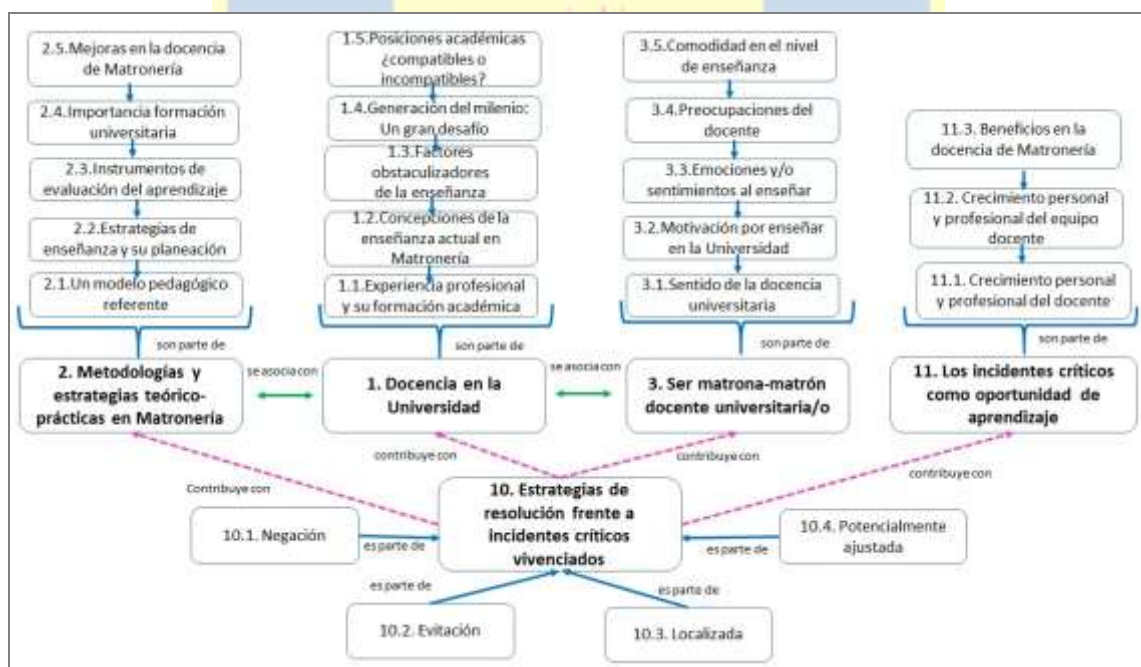 2.5.Mejoras en la docencia
de Matronería
2.4.Importancia formación
universitaria
2.3.Instrumentos de
evaluación del aprendizaje
2.2.Estrategias de
enseñanza y su planeación
2.1.Un modelo pedagógico
referente
1.5.Posiciones académicas
¿compatibles o
incompatibles?
1.4.Generación del milenio:
Un gran desafío
1.3.Factores
obstaculizadores
de la enseñanza
1.2.Concepciones de la
enseñanza actual en
Matronería
1.1.Experiencia profesional
y su formación académica
3.5.Comodidad en el nivel
de enseñanza
3.4.Preocupaciones del
docente
3.3.Emociones y/o
sentimientos al enseñar
3.2.Motivación por enseñar
en la Universidad
3.1.Sentido de la docencia
universitaria
11.3. Beneficios en la
docencia de Matronería
11.2. Crecimiento personal
y profesional del equipo
docente
11.1. Crecimiento personal
y profesional del docente
son parte de
son parte de
son parte de
son parte de
2. Metodologías y
estrategias teórico-
prácticas en Matronería
se asocia con
1. Docencia en la
Universidad
se asocia con
3. Ser matrona-matrón
docente universitaria/o
11. Los incidentes críticos
como oportunidad de
aprendizaje
Contribuye con
contribuye con
contribuye con
contribuye con
10. Estrategias de
resolución frente a
incidentes críticos
vivenciados
10.1. Negación
es parte de
10.4. Potencialmente
ajustada
es parte de
es parte de
es parte de
10.2. Evitación
10.3. Localizada